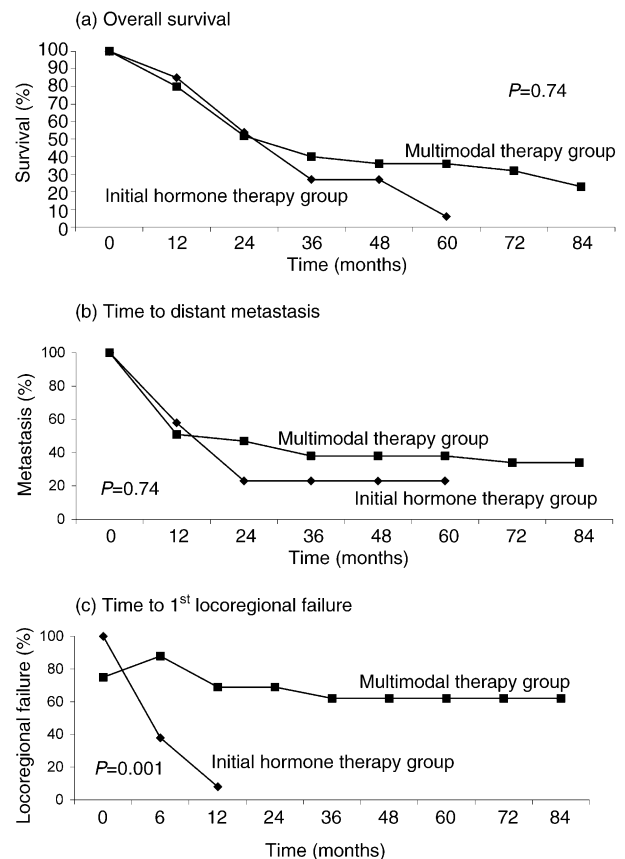 (a) Overall survival
100
90
80
70
60
50
40
30
20
10
0
Survival (%)
P=0.74
Multimodal therapy group
Initial hormone therapy group
0 12 24 36 48 60 72 84
Time (months)
(b) Time to distant metastasis
100
80
60
40
20
0
Metastasis (%)
Multimodal therapy group
P=0.74
Initial hormone therapy group
0 12 24 36 48 60 72 84
Time (months)
(c) Time to 1st locoregional failure
100
80
60
40
20
0
Locoregional failure (%)
Multimodal therapy group
P=0.001
Initial hormone therapy group
0 6 12 24 36 48 60 72 84
Time (months)